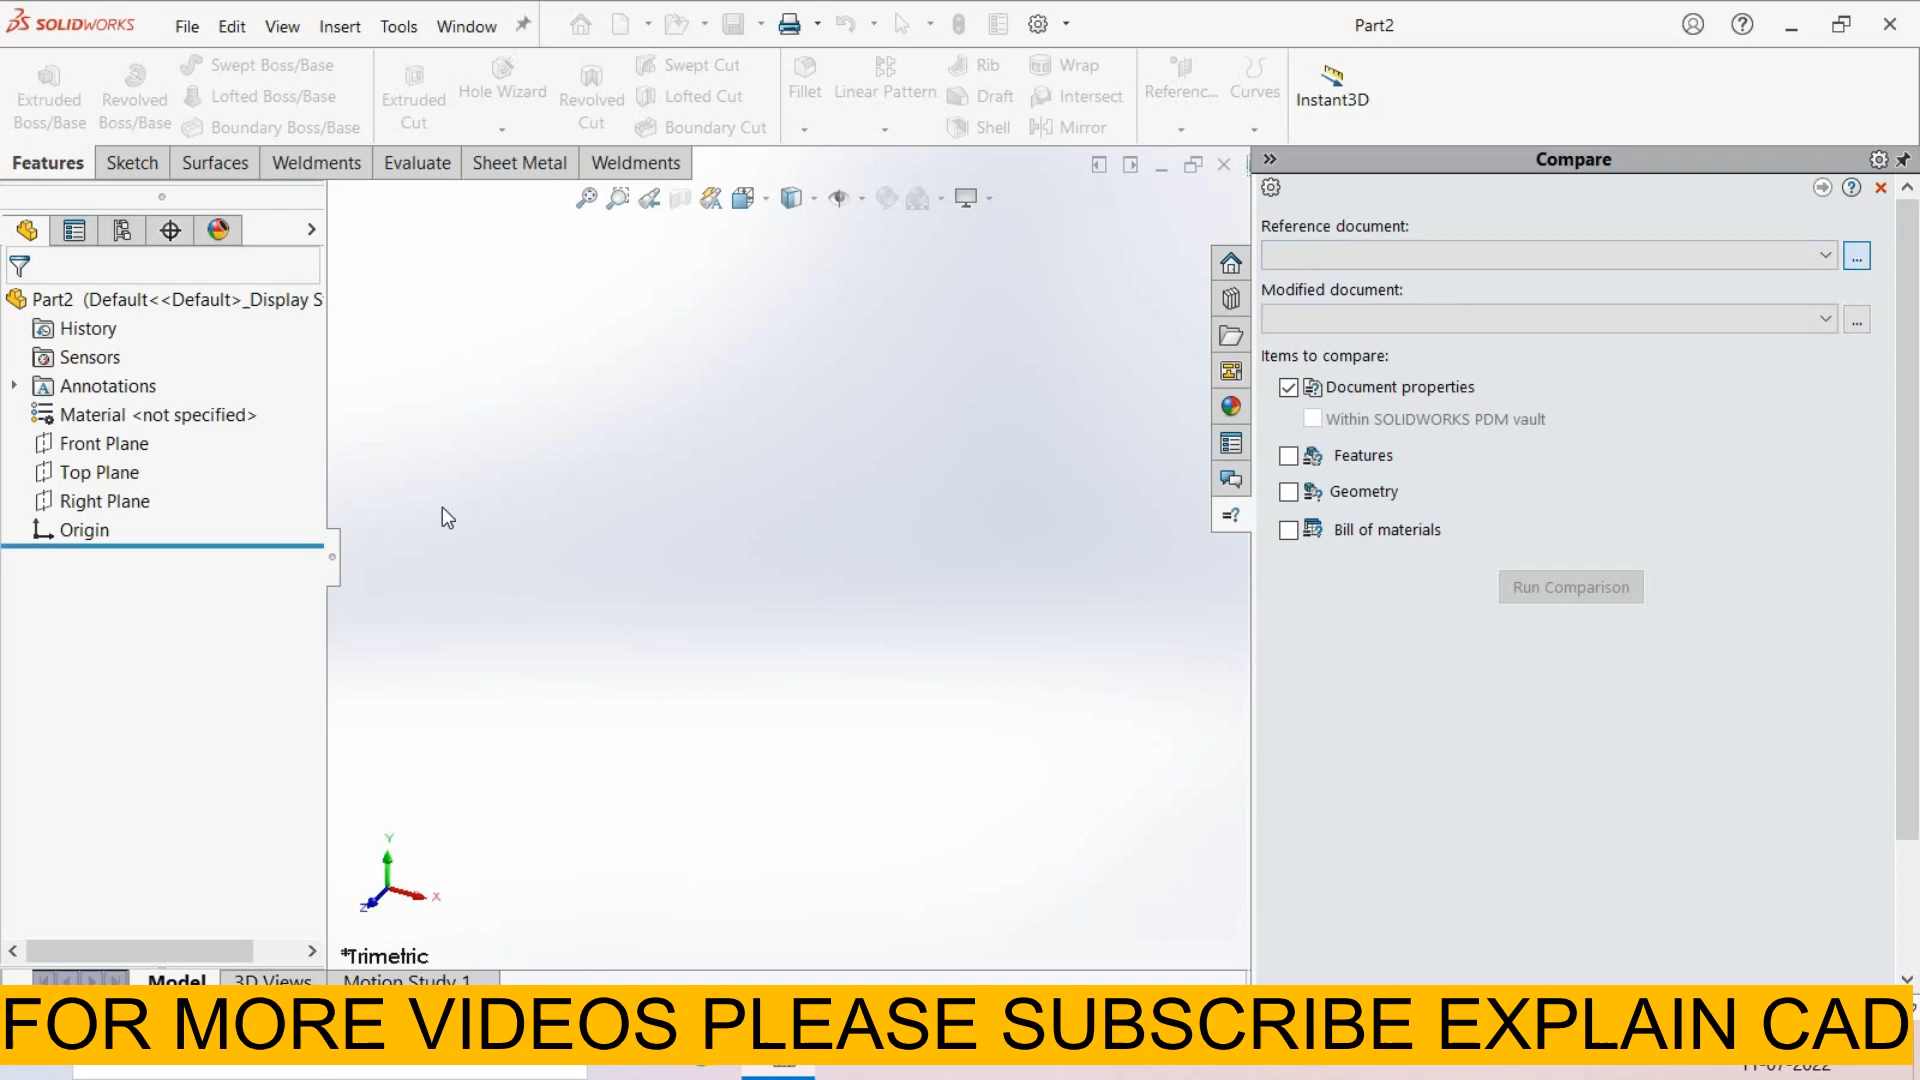 SOLIDWORKS File Edit View Insert Tools Window Part2
Extruded Boss/Base
Revolved Boss/Base
Swept Boss/Base
Lofted Boss/Base
Boundary Boss/Base
Extruded Cut
Hole Wizard
Revolved Cut
Swept Cut
Lofted Cut
Boundary Cut
Fillet
Linear Pattern
Rib
Draft
Shell
Wrap
Intersect
Mirror
Referenc...
Curves
Instant3D
Features Sketch Surfaces Weldments Evaluate Sheet Metal Weldments
Part2 (Default<<Default>_Display S
History
Sensors
Annotations
Material <not specified>
Front Plane
Top Plane
Right Plane
Origin
Y
X
Z
*Trimetric
Model 3D Views Motion Study 1
Compare
Reference document:
...
Modified document:
...
Items to compare:
Document properties
Within SOLIDWORKS PDM vault
Features
Geometry
Bill of materials
Run Comparison
FOR MORE VIDEOS PLEASE SUBSCRIBE EXPLAIN CAD
11-07-2022